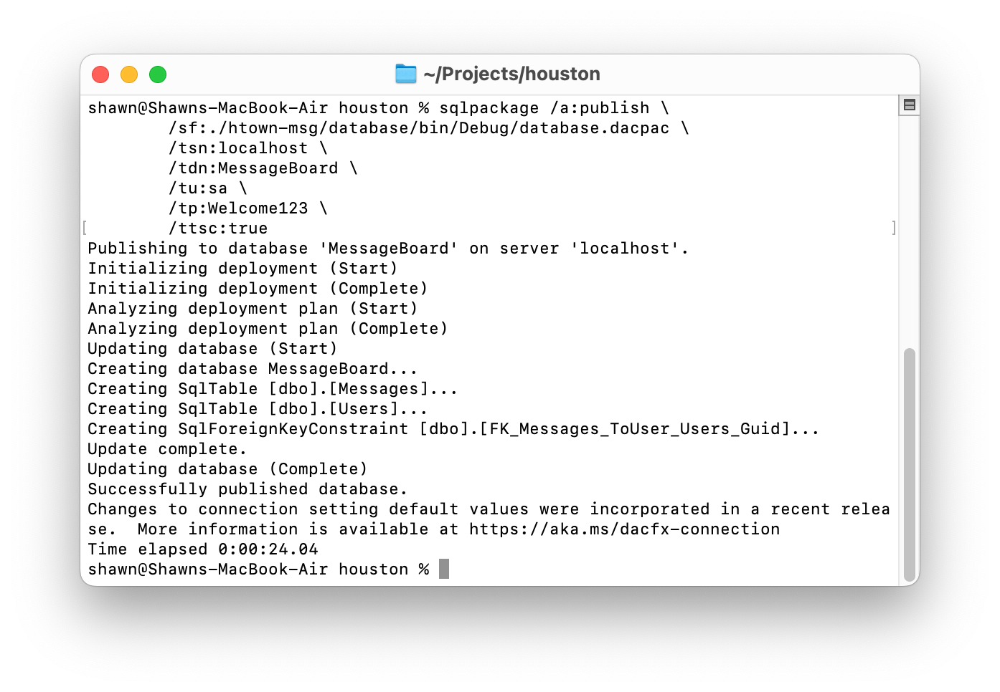 ~/Projects/houston
shawn@Shawns-MacBook-Air houston % sqlpackage /a:publish \
        /sf:./htown-msg/database/bin/Debug/database.dacpac \
        /tsn:localhost \
        /tdn:MessageBoard \
        /tu:sa \
        /tp:Welcome123 \
[        /ttsc:true ]
Publishing to database 'MessageBoard' on server 'localhost'.
Initializing deployment (Start)
Initializing deployment (Complete)
Analyzing deployment plan (Start)
Analyzing deployment plan (Complete)
Updating database (Start)
Creating database MessageBoard...
Creating SqlTable [dbo].[Messages]...
Creating SqlTable [dbo].[Users]...
Creating SqlForeignKeyConstraint [dbo].[FK_Messages_ToUser_Users_Guid]...
Update complete.
Updating database (Complete)
Successfully published database.
Changes to connection setting default values were incorporated in a recent relea
se.  More information is available at https://aka.ms/dacfx-connection
Time elapsed 0:00:24.04
shawn@Shawns-MacBook-Air houston %